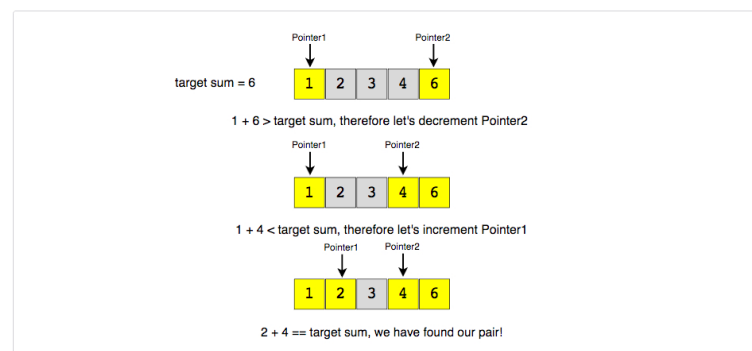 Pointer1 Pointer2
target sum = 6
1 2 3 4 6
1 + 6 > target sum, therefore let's decrement Pointer2
Pointer1 Pointer2
1 2 3 4 6
1 + 4 < target sum, therefore let's increment Pointer1
Pointer1 Pointer2
1 2 3 4 6
2 + 4 == target sum, we have found our pair!